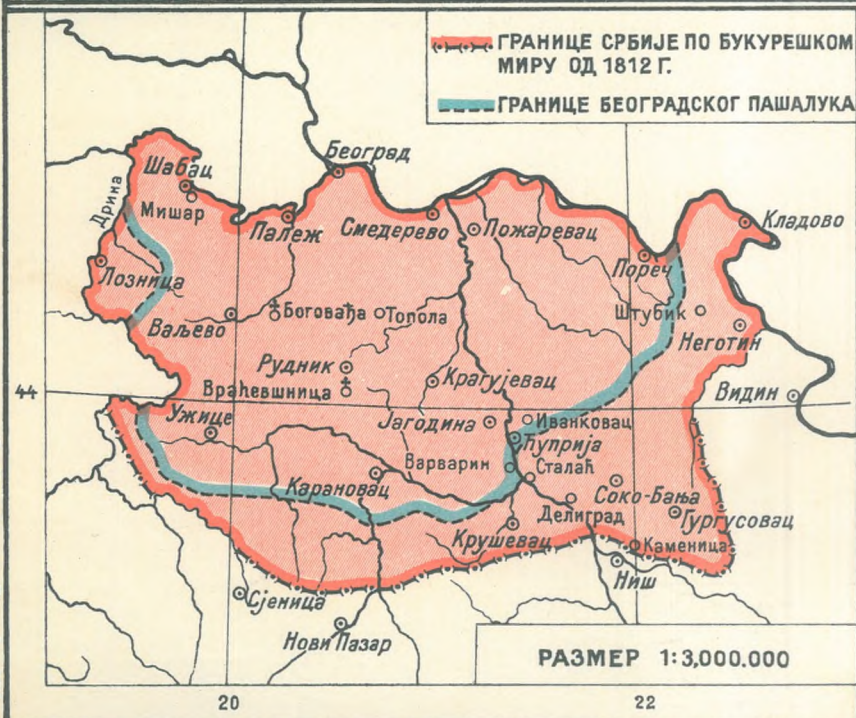 ГРАНИЦЕ СРБИЈЕ ПО БУКУРЕШКОМ
МИРУ ОД 1812 Г.
ГРАНИЦЕ БЕОГРАДСКОГ ПАШАЛУКА
Београд
Шабац
Дрина
Мишар
Палеж
Смедерево
Пожаревац
Кладово
Лозница
Пореч
Ваљево
Боговађа
Топола
Штубик
Неготин
Рудник
Враћевшница
Крагујевац
Видин
44
Ужице
Јагодина
Иванковац
Ћуприја
Варварин
Сталаћ
Карановац
Соко-Бања
Делиград
Гургусовац
Крушевац
Каменица
Ниш
Сјеница
Нови Пазар
РАЗМЕР 1:3,000.000
20
22